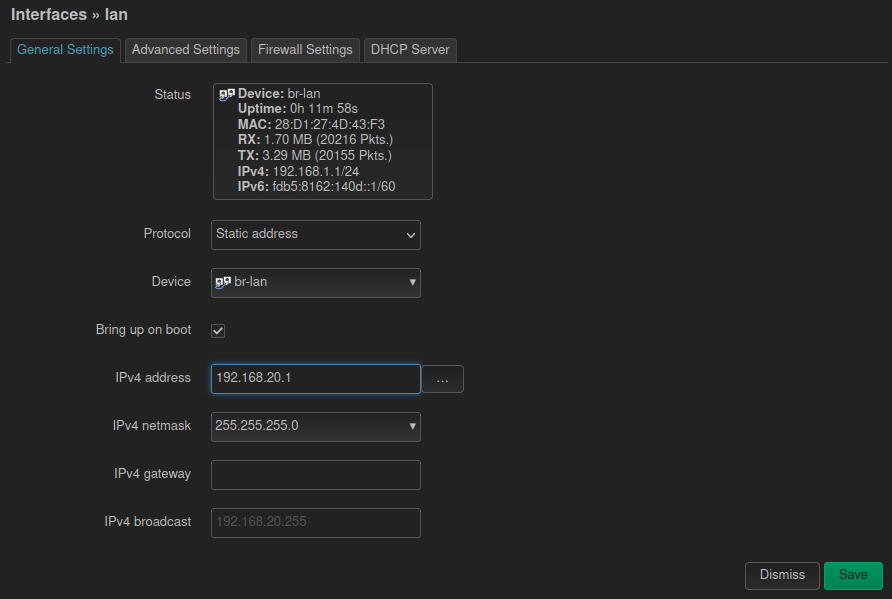 Interfaces » lan
General Settings Advanced Settings Firewall Settings DHCP Server
Status
Device: br-lan
Uptime: 0h 11m 58s
MAC: 28:D1:27:4D:43:F3
RX: 1.70 MB (20216 Pkts.)
TX: 3.29 MB (20155 Pkts.)
IPv4: 192.168.1.1/24
IPv6: fdb5:8162:140d::1/60
Protocol Static address
Device br-lan
Bring up on boot
IPv4 address 192.168.20.1 ...
IPv4 netmask 255.255.255.0
IPv4 gateway
IPv4 broadcast 192.168.20.255
Dismiss Save